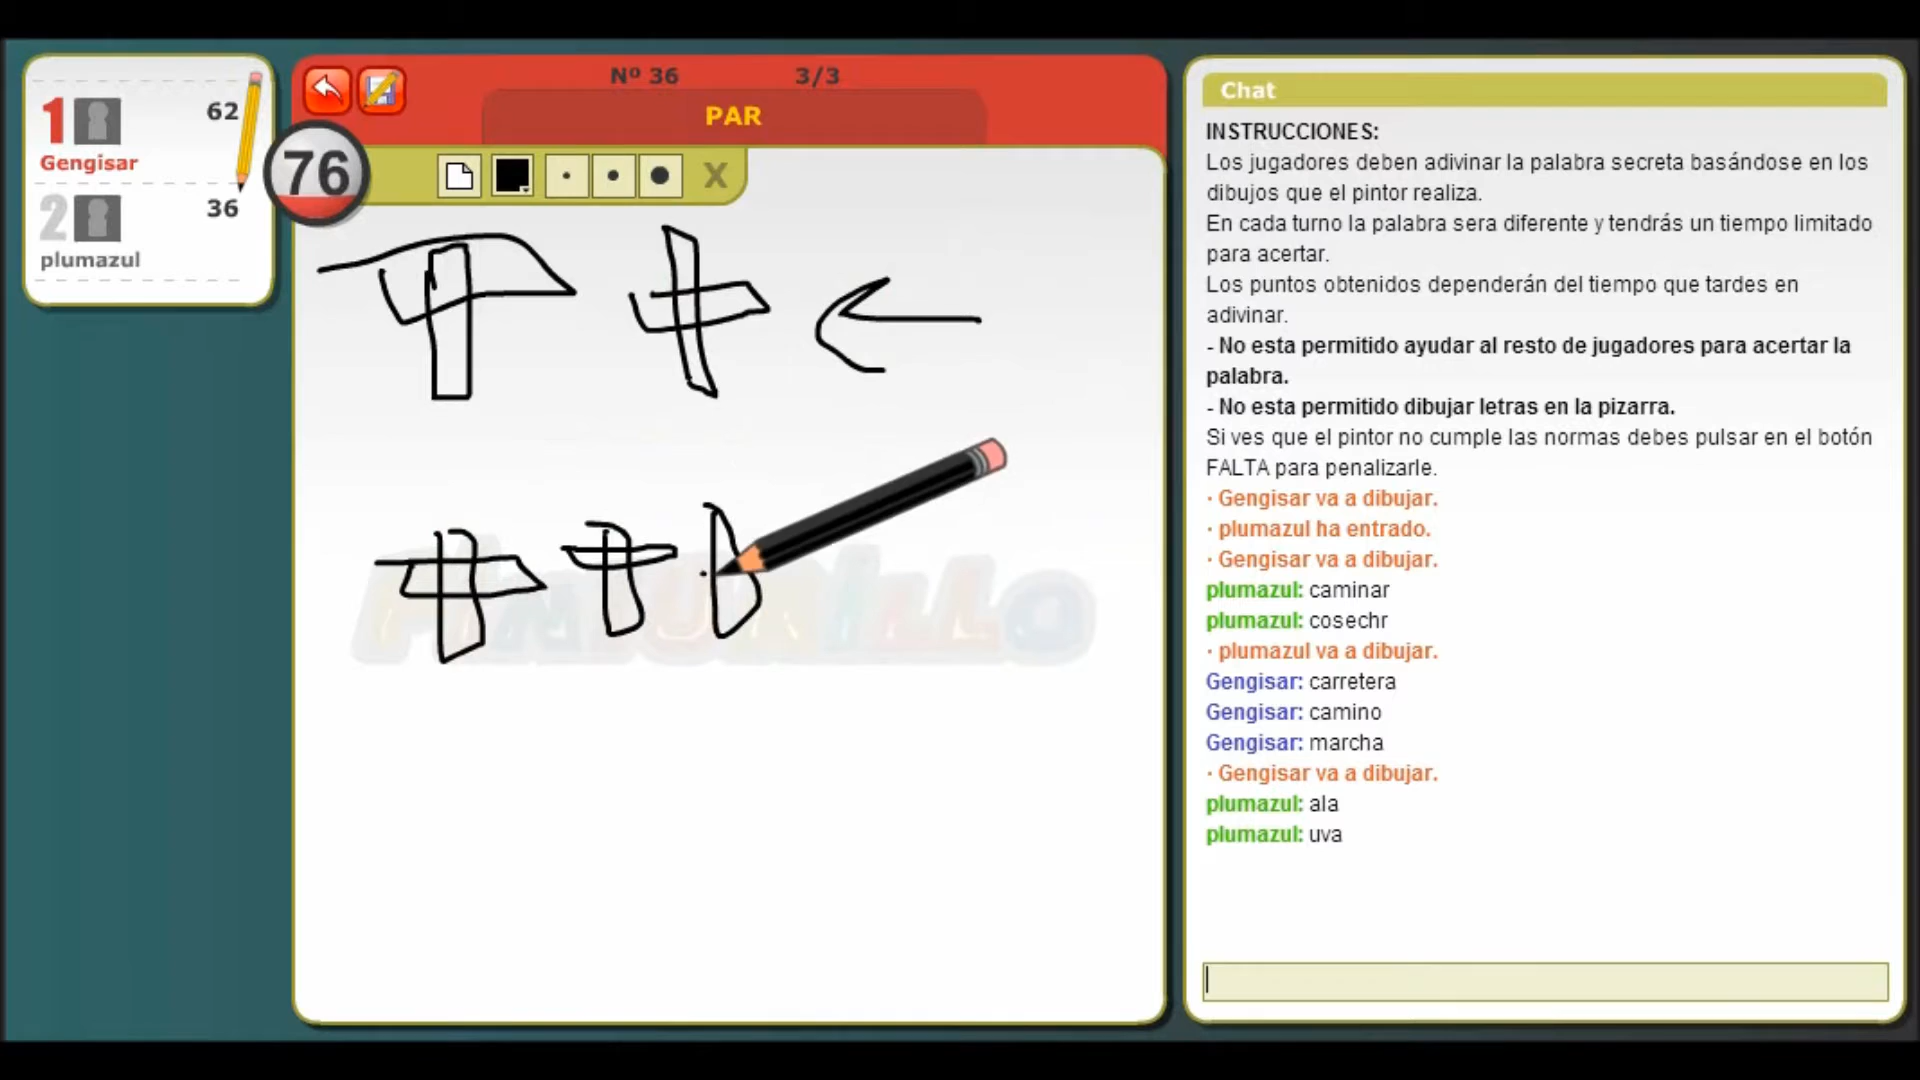 1
62
Gengisar
2
36
plumazul
Nº 36 3/3
PAR
76
X
PINTURILLO
Chat
INSTRUCCIONES:
Los jugadores deben adivinar la palabra secreta basándose en los
dibujos que el pintor realiza.
En cada turno la palabra sera diferente y tendrás un tiempo limitado
para acertar.
Los puntos obtenidos dependerán del tiempo que tardes en
adivinar.
- No esta permitido ayudar al resto de jugadores para acertar la
palabra.
- No esta permitido dibujar letras en la pizarra.
Si ves que el pintor no cumple las normas debes pulsar en el botón
FALTA para penalizarle.
· Gengisar va a dibujar.
· plumazul ha entrado.
· Gengisar va a dibujar.
plumazul: caminar
plumazul: cosechr
· plumazul va a dibujar.
Gengisar: carretera
Gengisar: camino
Gengisar: marcha
· Gengisar va a dibujar.
plumazul: ala
plumazul: uva